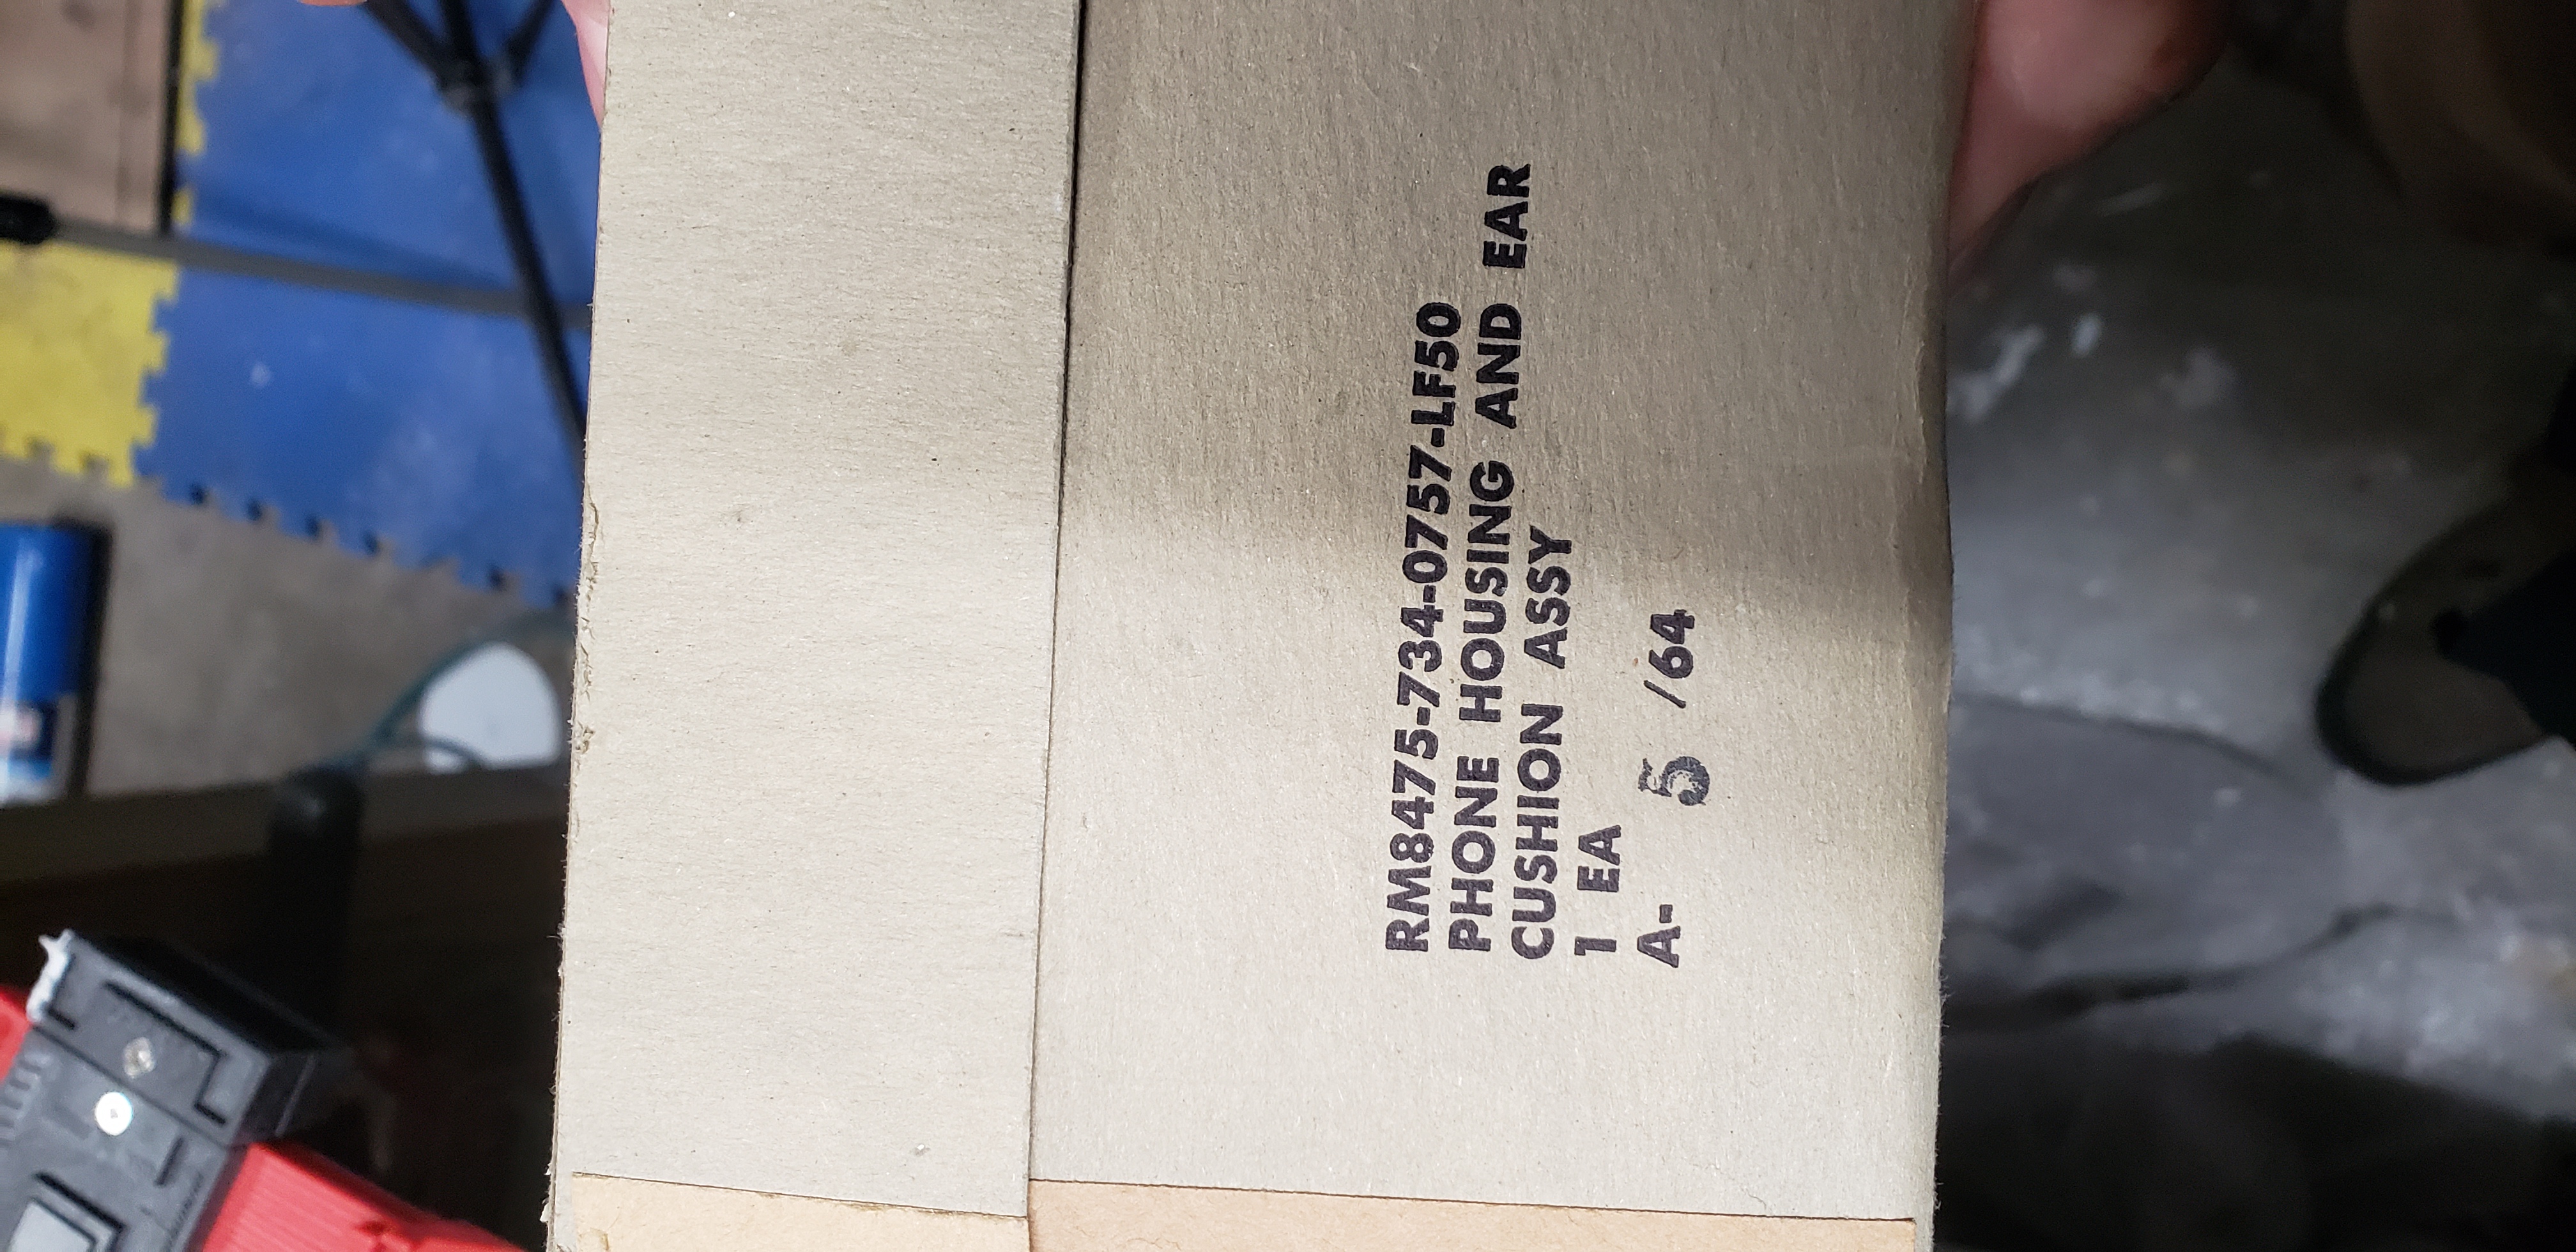 RM8475-734-0757-LF50
PHONE HOUSING AND EAR
CUSHION ASSY
1 EA
A- 5 /64